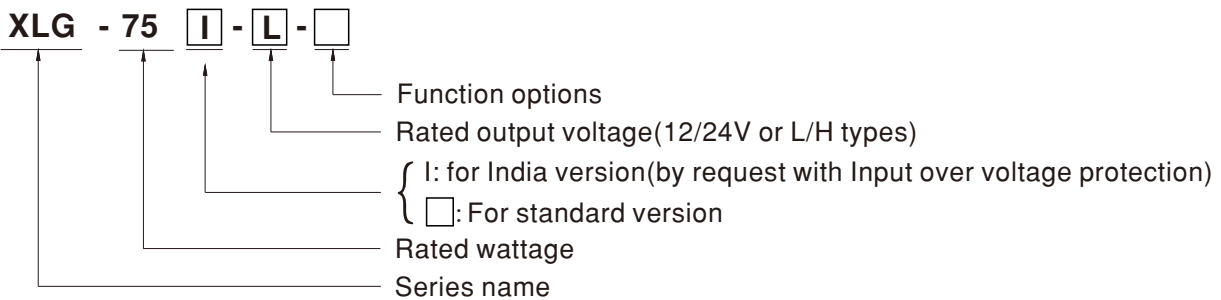 XLG - 75 I - L - □
Function options
Rated output voltage(12/24V or L/H types)
I: for India version(by request with Input over voltage protection)
□: For standard version
Rated wattage
Series name